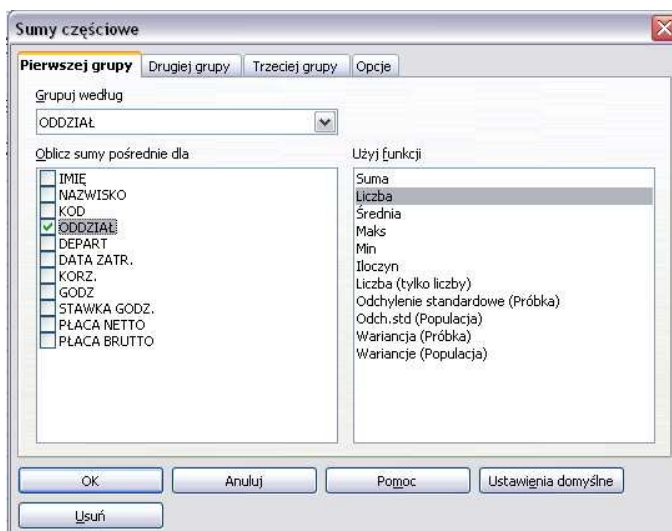 Sumy częściowe
Pierwszej grupy Drugiej grupy Trzeciej grupy Opcje
Grupuj według
ODDZIAŁ
Oblicz sumy pośrednie dla
IMIĘ
NAZWISKO
KOD
ODDZIAŁ
DEPART
DATA ZATR.
KORZ.
GODZ
STAWKA GODZ.
PŁACA NETTO
PŁACA BRUTTO
Użyj funkcji
Suma
Liczba
Średnia
Maks
Min
Iloczyn
Liczba (tylko liczby)
Odchylenie standardowe (Próbka)
Odch.std (Populacja)
Wariancja (Próbka)
Wariancje (Populacja)
OK Anuluj Pomoc Ustawienia domyślne
Usuń